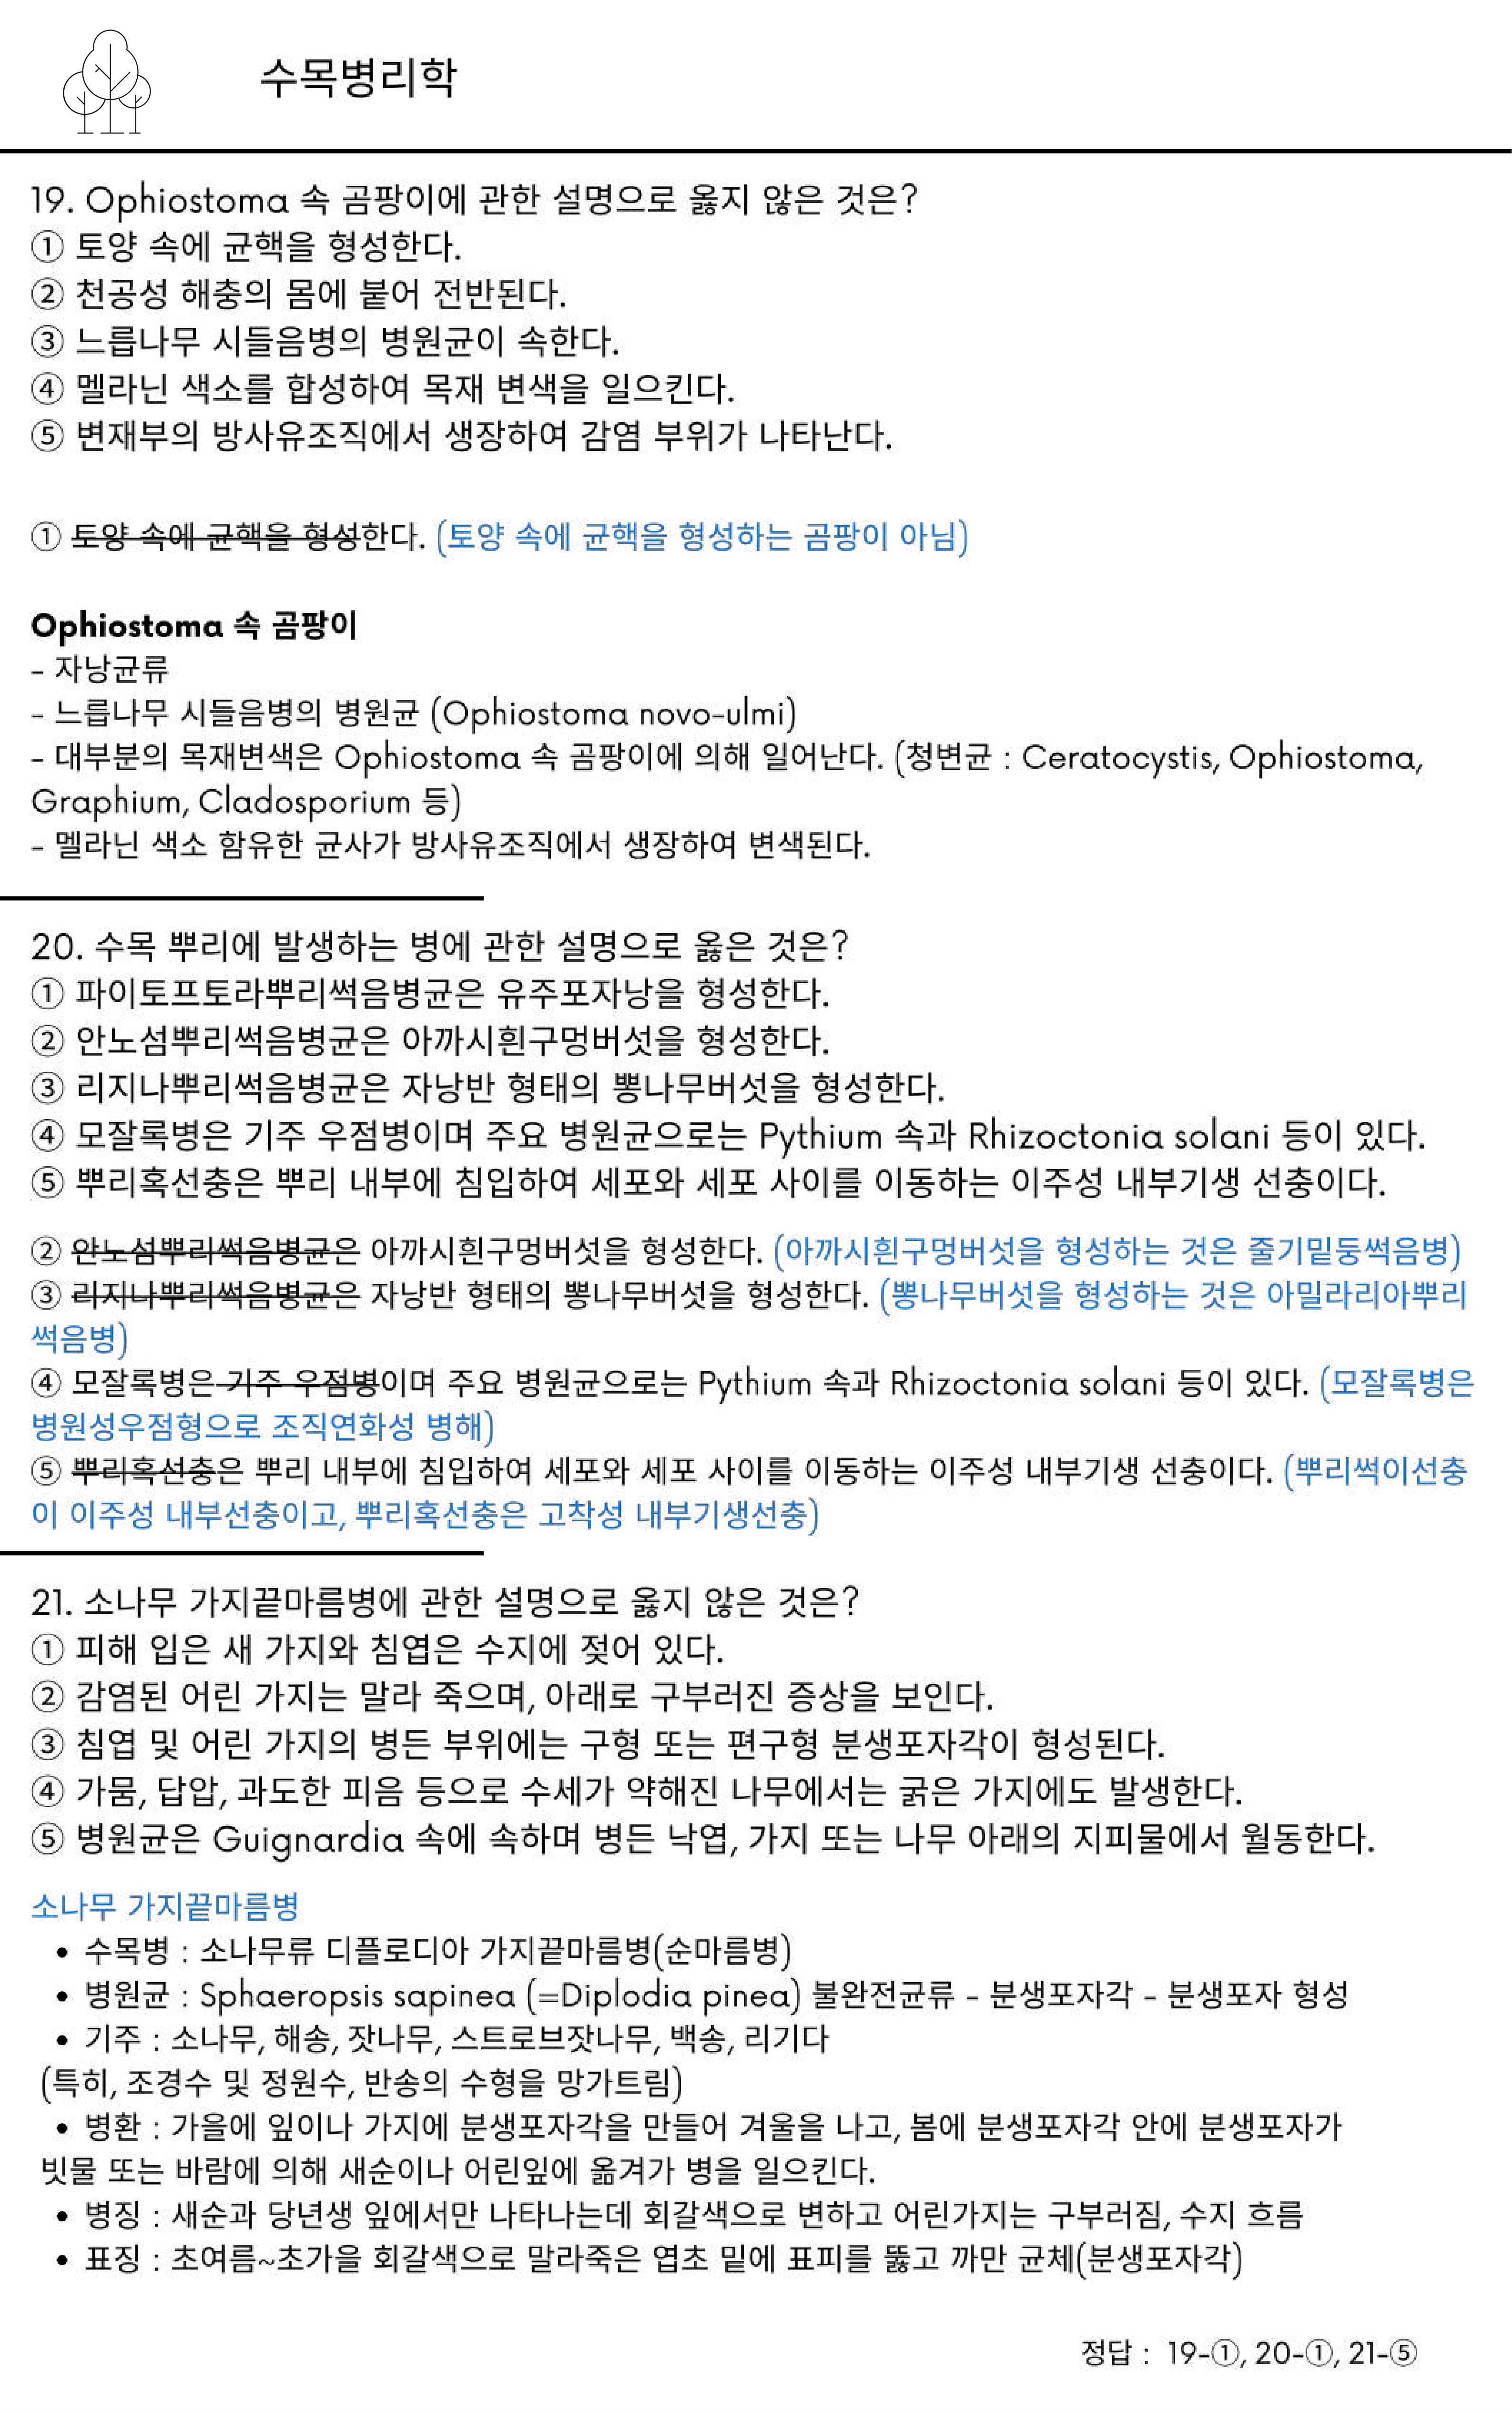 수목병리학
19. Ophiostoma 속 곰팡이에 관한 설명으로 옳지 않은 것은?
① 토양 속에 균핵을 형성한다.
② 천공성 해충의 몸에 붙어 전반된다.
③ 느릅나무 시들음병의 병원균이 속한다.
④ 멜라닌 색소를 합성하여 목재 변색을 일으킨다.
⑤ 변재부의 방사유조직에서 생장하여 감염 부위가 나타난다.
① 토양 속에 균핵을 형성한다. (토양 속에 균핵을 형성하는 곰팡이 아님)
Ophiostoma 속 곰팡이
- 자낭균류
- 느릅나무 시들음병의 병원균 (Ophiostoma novo-ulmi)
- 대부분의 목재변색은 Ophiostoma 속 곰팡이에 의해 일어난다. (청변균 : Ceratocystis, Ophiostoma,
Graphium, Cladosporium 등)
- 멜라닌 색소 함유한 균사가 방사유조직에서 생장하여 변색된다.
20. 수목 뿌리에 발생하는 병에 관한 설명으로 옳은 것은?
① 파이토프토라뿌리썩음병균은 유주포자낭을 형성한다.
② 안노섬뿌리썩음병균은 아까시흰구멍버섯을 형성한다.
③ 리지나뿌리썩음병균은 자낭반 형태의 뽕나무버섯을 형성한다.
④ 모잘록병은 기주 우점병이며 주요 병원균으로는 Pythium 속과 Rhizoctonia solani 등이 있다.
⑤ 뿌리혹선충은 뿌리 내부에 침입하여 세포와 세포 사이를 이동하는 이주성 내부기생 선충이다.
② 안노섬뿌리썩음병균은 아까시흰구멍버섯을 형성한다. (아까시흰구멍버섯을 형성하는 것은 줄기밑둥썩음병)
③ 리지나뿌리썩음병균은 자낭반 형태의 뽕나무버섯을 형성한다. (뽕나무버섯을 형성하는 것은 아밀라리아뿌리
썩음병)
④ 모잘록병은 기주 우점병이며 주요 병원균으로는 Pythium 속과 Rhizoctonia solani 등이 있다. (모잘록병은
병원성우점형으로 조직연화성 병해)
⑤ 뿌리혹선충은 뿌리 내부에 침입하여 세포와 세포 사이를 이동하는 이주성 내부기생 선충이다. (뿌리썩이선충
이 이주성 내부선충이고, 뿌리혹선충은 고착성 내부기생선충)
21. 소나무 가지끝마름병에 관한 설명으로 옳지 않은 것은?
① 피해 입은 새 가지와 침엽은 수지에 젖어 있다.
② 감염된 어린 가지는 말라 죽으며, 아래로 구부러진 증상을 보인다.
③ 침엽 및 어린 가지의 병든 부위에는 구형 또는 편구형 분생포자각이 형성된다.
④ 가뭄, 답압, 과도한 피음 등으로 수세가 약해진 나무에서는 굵은 가지에도 발생한다.
⑤ 병원균은 Guignardia 속에 속하며 병든 낙엽, 가지 또는 나무 아래의 지피물에서 월동한다.
소나무 가지끝마름병
• 수목병 : 소나무류 디플로디아 가지끝마름병(순마름병)
• 병원균 : Sphaeropsis sapinea (=Diplodia pinea) 불완전균류 - 분생포자각 - 분생포자 형성
• 기주 : 소나무, 해송, 잣나무, 스트로브잣나무, 백송, 리기다
(특히, 조경수 및 정원수, 반송의 수형을 망가트림)
• 병환 : 가을에 잎이나 가지에 분생포자각을 만들어 겨울을 나고, 봄에 분생포자각 안에 분생포자가
빗물 또는 바람에 의해 새순이나 어린잎에 옮겨가 병을 일으킨다.
• 병징 : 새순과 당년생 잎에서만 나타나는데 회갈색으로 변하고 어린가지는 구부러짐, 수지 흐름
• 표징 : 초여름~초가을 회갈색으로 말라죽은 엽초 밑에 표피를 뚫고 까만 균체(분생포자각)
정답 : 19-①, 20-①, 21-⑤